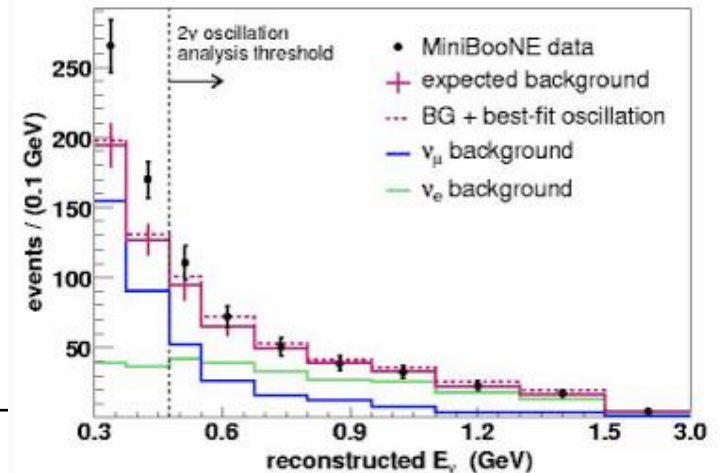 2ν oscillation
analysis threshold
MiniBooNE data
expected background
BG + best-fit oscillation
νμ background
νe background
events / (0.1 GeV)
250
200
150
100
50
0.3 0.6 0.9 1.2 1.5 3.0
reconstructed Eν (GeV)